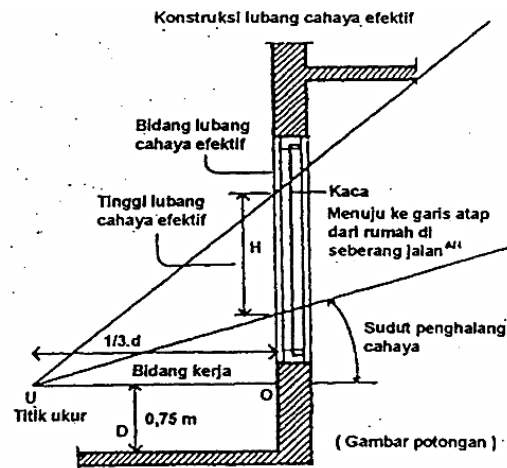 Konstruksi lubang cahaya efektif
Bidang lubang
cahaya efektif
Tinggi lubang
cahaya efektif
Kaca
Menuju ke garis atap
dari rumah di
seberang jalan
H
1/3.d
Sudut penghalang
cahaya
Bidang kerja
U
O
Titik ukur
D
0,75 m
( Gambar potongan )